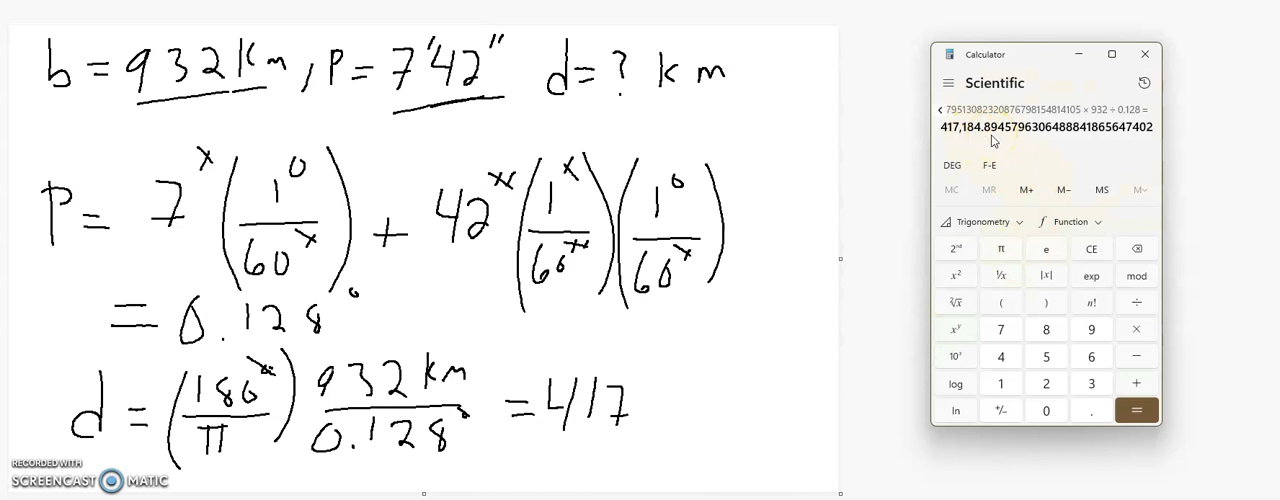 b = 932 km, P = 7'42" d = ? km
P = 7' (1° / 60') + 42" (1' / 60") (1° / 60')
= 0.128°
d = (180° / π) 932 km / 0.128° = 417
RECORDED WITH
SCREENCAST MATIC
Calculator
Scientific
79513082320876798154814105 × 932 ÷ 0.128 =
417,184.8945796306488841865647402
DEG F-E
MC MR M+ M− MS M˅
Trigonometry Function
2ⁿᵈ π e CE
x² ¹/x |x| exp mod
²√x ( ) n! ÷
xʸ 7 8 9 ×
10ˣ 4 5 6 −
log 1 2 3 +
ln +/− 0 . =